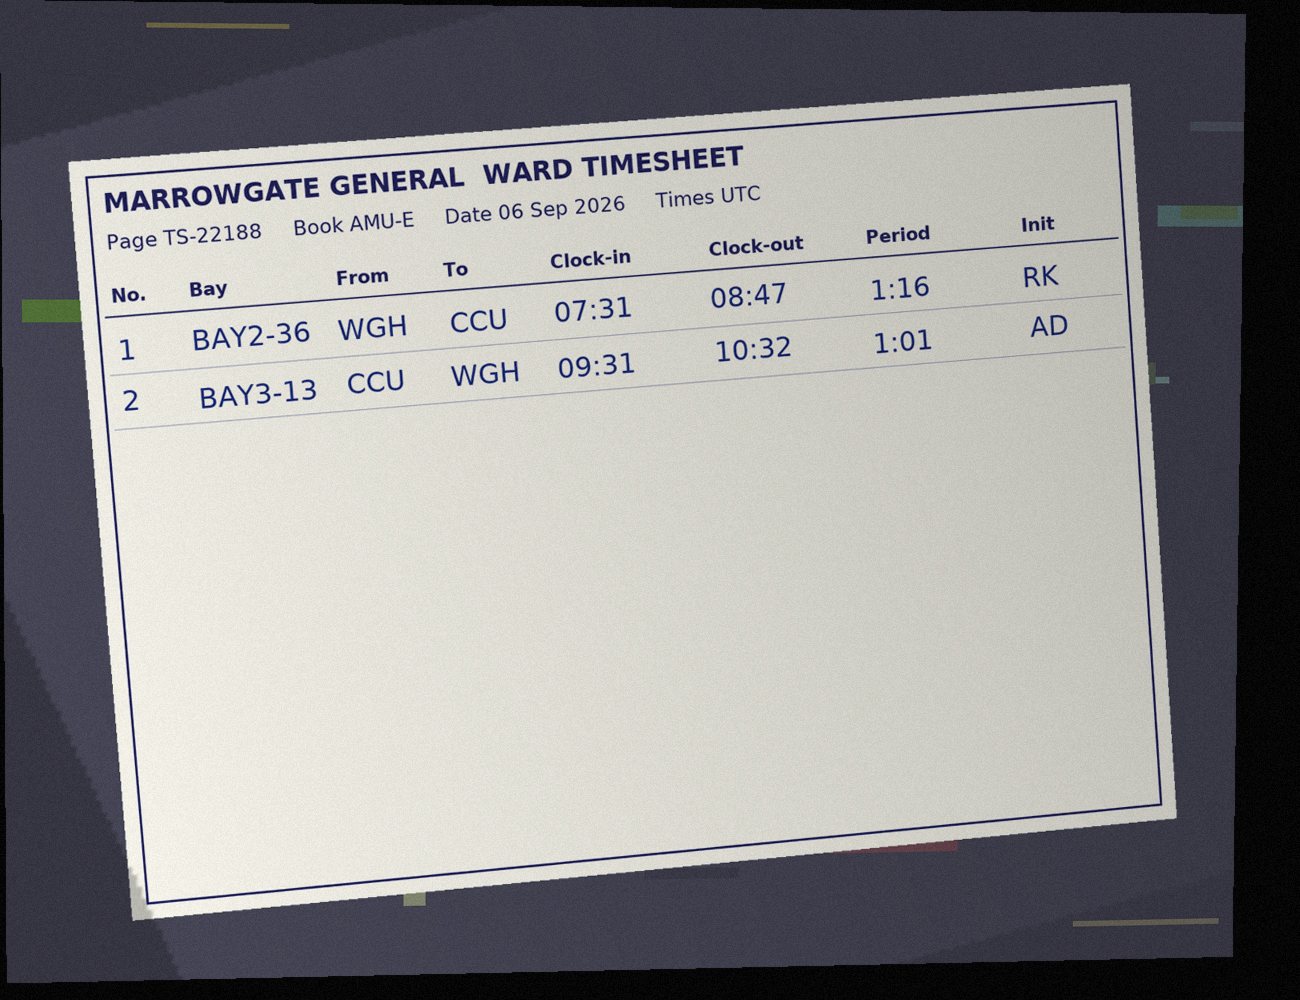 MARROWGATE GENERAL WARD TIMESHEET
Page TS-22188 Book AMU-E Date 06 Sep 2026 Times UTC
No. Bay From To Clock-in Clock-out Period Init
1 BAY2-36 WGH CCU 07:31 08:47 1:16 RK
2 BAY3-13 CCU WGH 09:31 10:32 1:01 AD